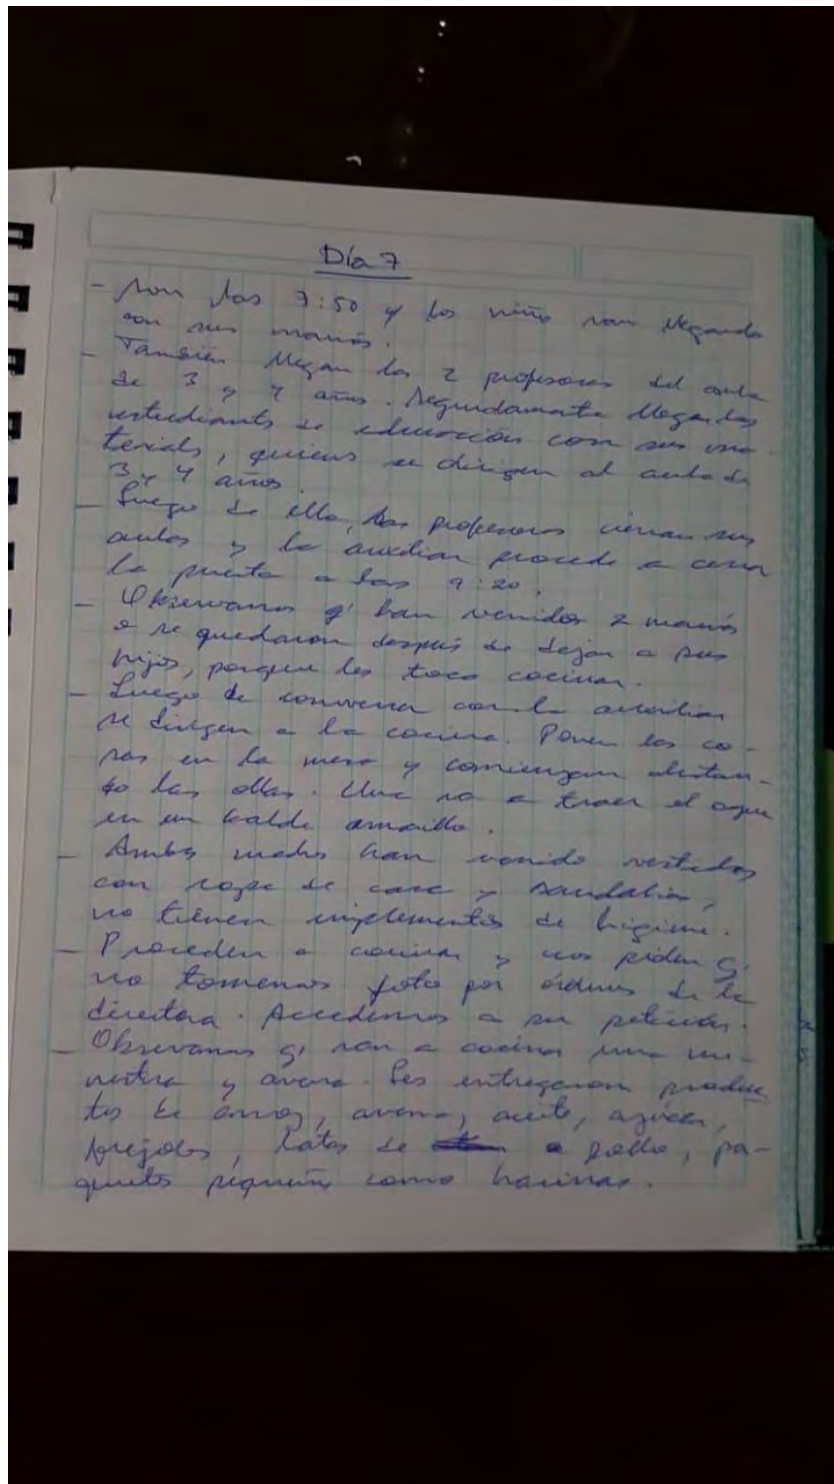 Día 7
- Son las 7:50 y los niño van llegando
con sus mamás.
- También llegan las 2 profesoras del aula
de 3 y 4 años. Seguidamente llegan las
estudiants de educación con sus ma-
terials, quienes se dirigen al aula de
3 y 4 años.
- Luego de ello, las profesoras cierran sus
aulas y la auxiliar procede a cerrar
la puerta a las 9:20.
- Observamos q' han venidos 2 mamás
o se quedaron después de dejar a sus
hijos, porque les toca cocinar.
- Luego de conversa con la auxiliar
se dirigen a la cocina. Ponen las co-
sas en la mesa y comienzan alistan-
do las ollas. Una va a traer el agua
en un balde amarillo.
- Ambas madres han venido vestidas
con ropa de casa y sandalias,
no tienen implementos de higiene.
- Proceden a cocinar y nos piden q'
no tomemos foto por órdenes de la
directora. Accedemos a su petición.
- Observamos q' van a cocinar una me-
nestra y avena. Les entregaron produc
tos de arroz, avena, aceite, azúcar,
frejoles, latas de pollo, pa-
quetes pequeños como harinas.